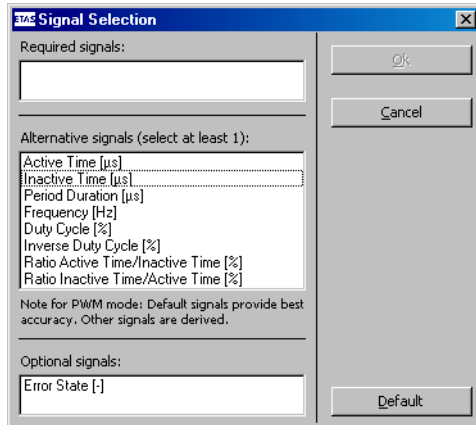 ETAS Signal Selection
Required signals:
Ok
Cancel
Alternative signals (select at least 1):
Active Time [µs]
Inactive Time [µs]
Period Duration [µs]
Frequency [Hz]
Duty Cycle [%]
Inverse Duty Cycle [%]
Ratio Active Time/Inactive Time [%]
Ratio Inactive Time/Active Time [%]
Note for PWM mode: Default signals provide best
accuracy. Other signals are derived.
Optional signals:
Error State [-]
Default